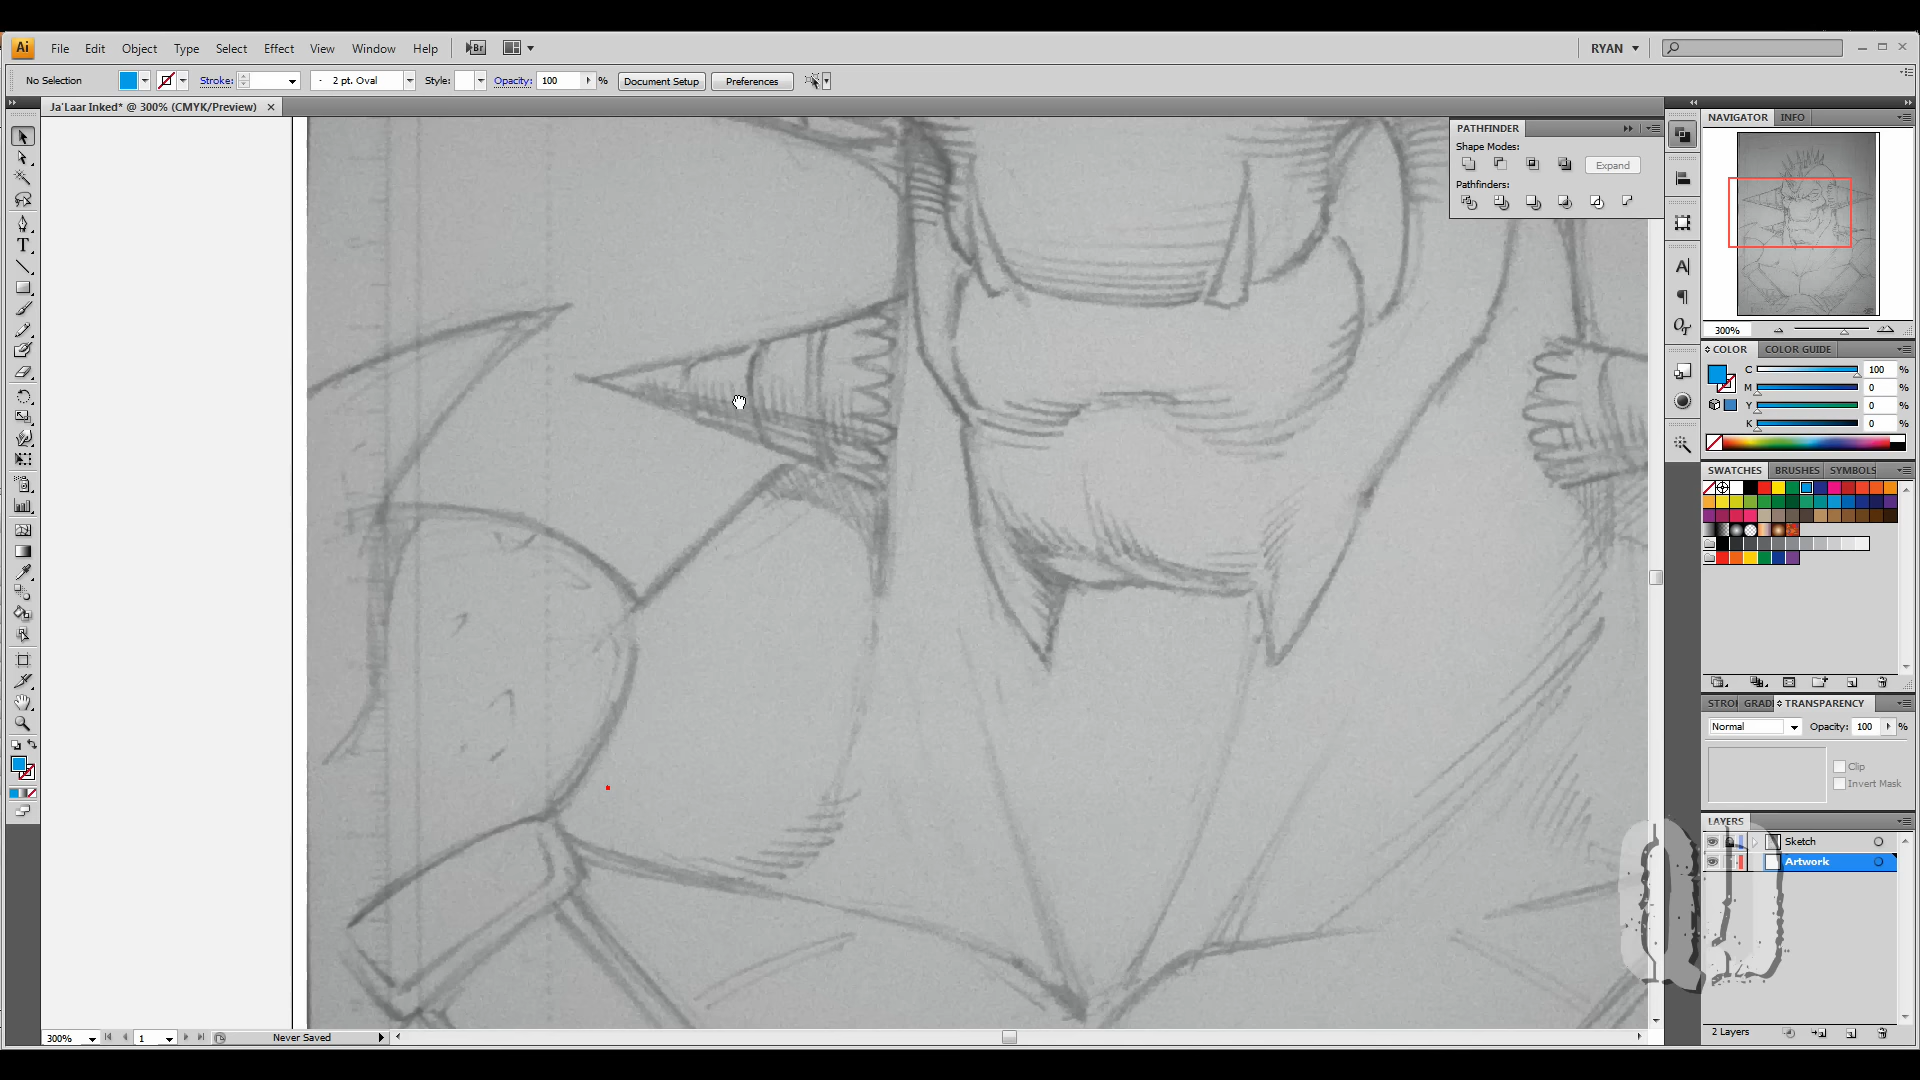 Ai File Edit Object Type Select Effect View Window Help Br RYAN
No Selection Stroke: 2 pt. Oval Style: Opacity: 100 % Document Setup Preferences
Ja'Laar Inked* @ 300% (CMYK/Preview)
PATHFINDER
Shape Modes:
Expand
Pathfinders:
NAVIGATOR INFO
300%
COLOR COLOR GUIDE
C 100 %
M 0 %
Y 0 %
K 0 %
SWATCHES BRUSHES SYMBOLS
STROI GRADI TRANSPARENCY
Normal Opacity: 100 %
Clip
Invert Mask
LAYERS
Sketch
Artwork
2 Layers
300% 1 Never Saved